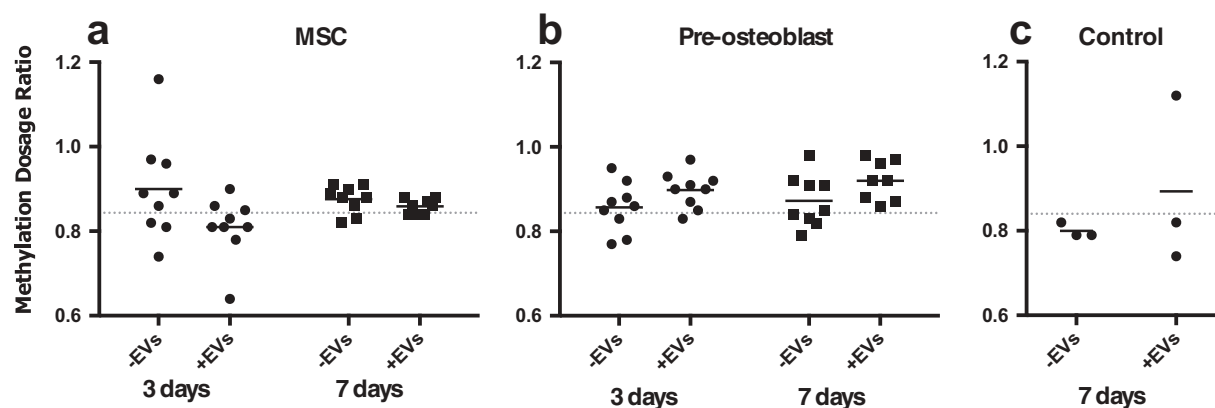 a
MSC
b
Pre-osteoblast
c
Control
Methylation Dosage Ratio
1.2
1.0
0.8
0.6
-EVs
+EVs
-EVs
+EVs
3 days
7 days
1.2
1.0
0.8
0.6
-EVs
+EVs
-EVs
+EVs
3 days
7 days
1.2
1.0
0.8
0.6
-EVs
+EVs
7 days